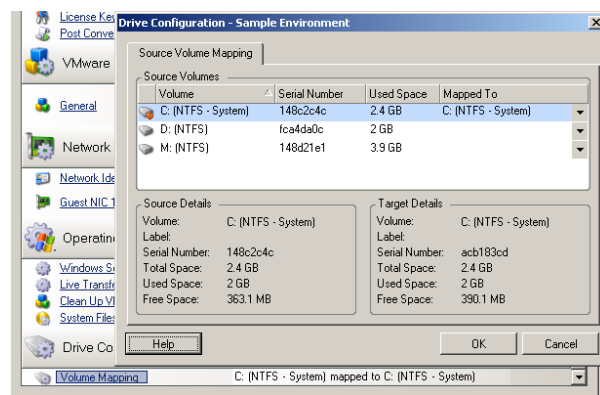 License Key
Post Conve
VMware
General
Network
Network Ide
Guest NIC 1
Operatin
Windows S
Live Transfe
Clean Up VM
System Files
Drive Co
Volume Mapping
C: (NTFS - System) mapped to C: (NTFS - System)
Drive Configuration - Sample Environment
Source Volume Mapping
Source Volumes
Volume Serial Number Used Space Mapped To
C: (NTFS - System) 148c2c4c 2.4 GB C: (NTFS - System)
D: (NTFS) fca4da0c 2 GB
M: (NTFS) 148d21e1 3.9 GB
Source Details
Volume: C: (NTFS - System)
Label:
Serial Number: 148c2c4c
Total Space: 2.4 GB
Used Space: 2 GB
Free Space: 363.1 MB
Target Details
Volume: C: (NTFS - System)
Label:
Serial Number: acb183cd
Total Space: 2.4 GB
Used Space: 2 GB
Free Space: 390.1 MB
Help OK Cancel